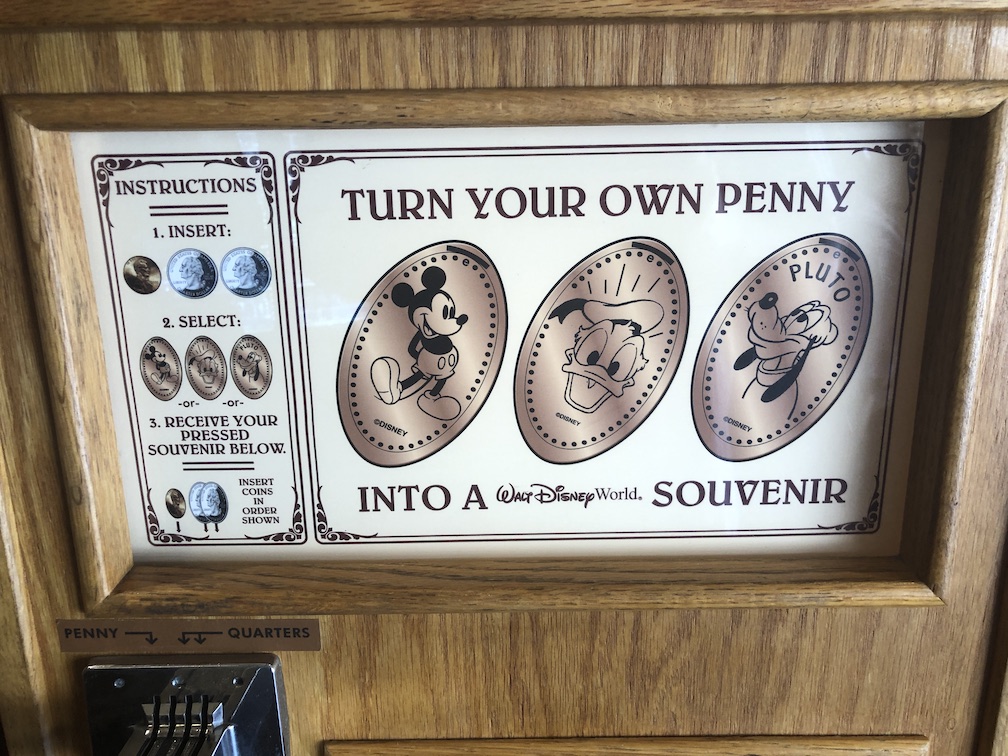 INSTRUCTIONS
1. INSERT:
2. SELECT:
PLUTO
-or- -or-
3. RECEIVE YOUR
PRESSED
SOUVENIR BELOW.
INSERT
COINS
IN
ORDER
SHOWN
TURN YOUR OWN PENNY
e
©DISNEY
e
©DISNEY
e
PLUTO
©DISNEY
INTO A Walt Disney World® SOUVENIR
PENNY QUARTERS